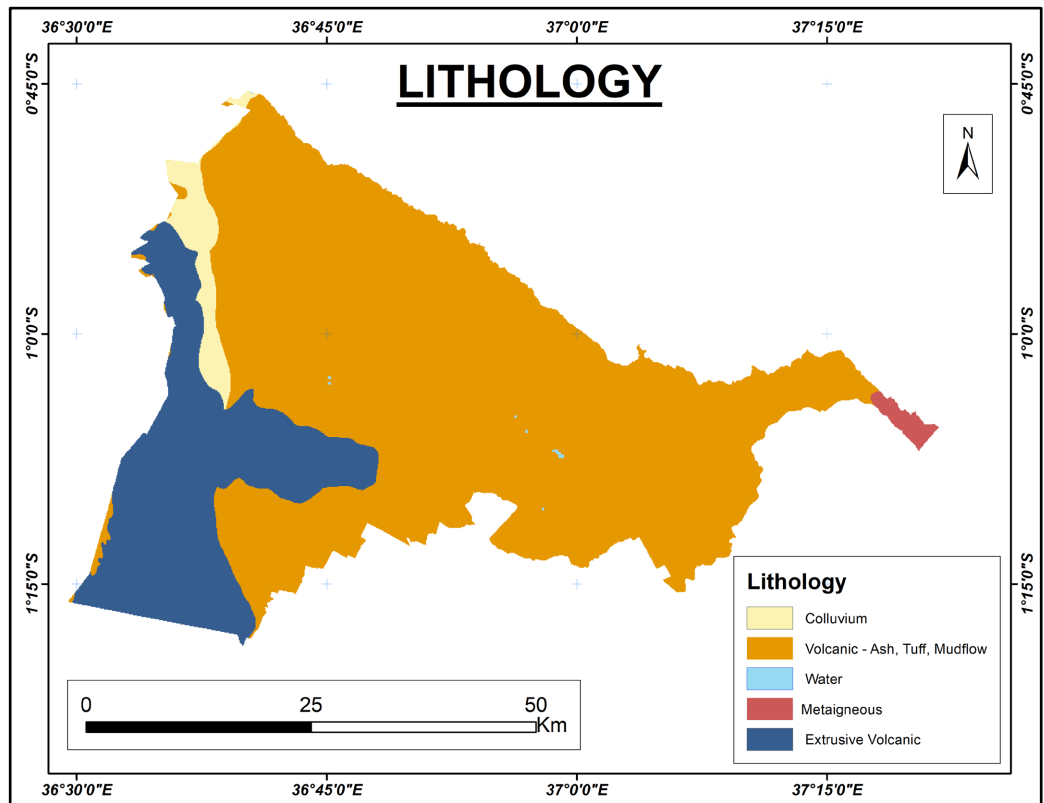 36°30'0"E 36°45'0"E 37°0'0"E 37°15'0"E
LITHOLOGY
0°45'0"S 0°45'0"S
N
1°0'0"S 1°0'0"S
1°15'0"S 1°15'0"S
Lithology
Colluvium
Volcanic - Ash, Tuff, Mudflow
Water
Metaigneous
Extrusive Volcanic
0 25 50
Km
36°30'0"E 36°45'0"E 37°0'0"E 37°15'0"E